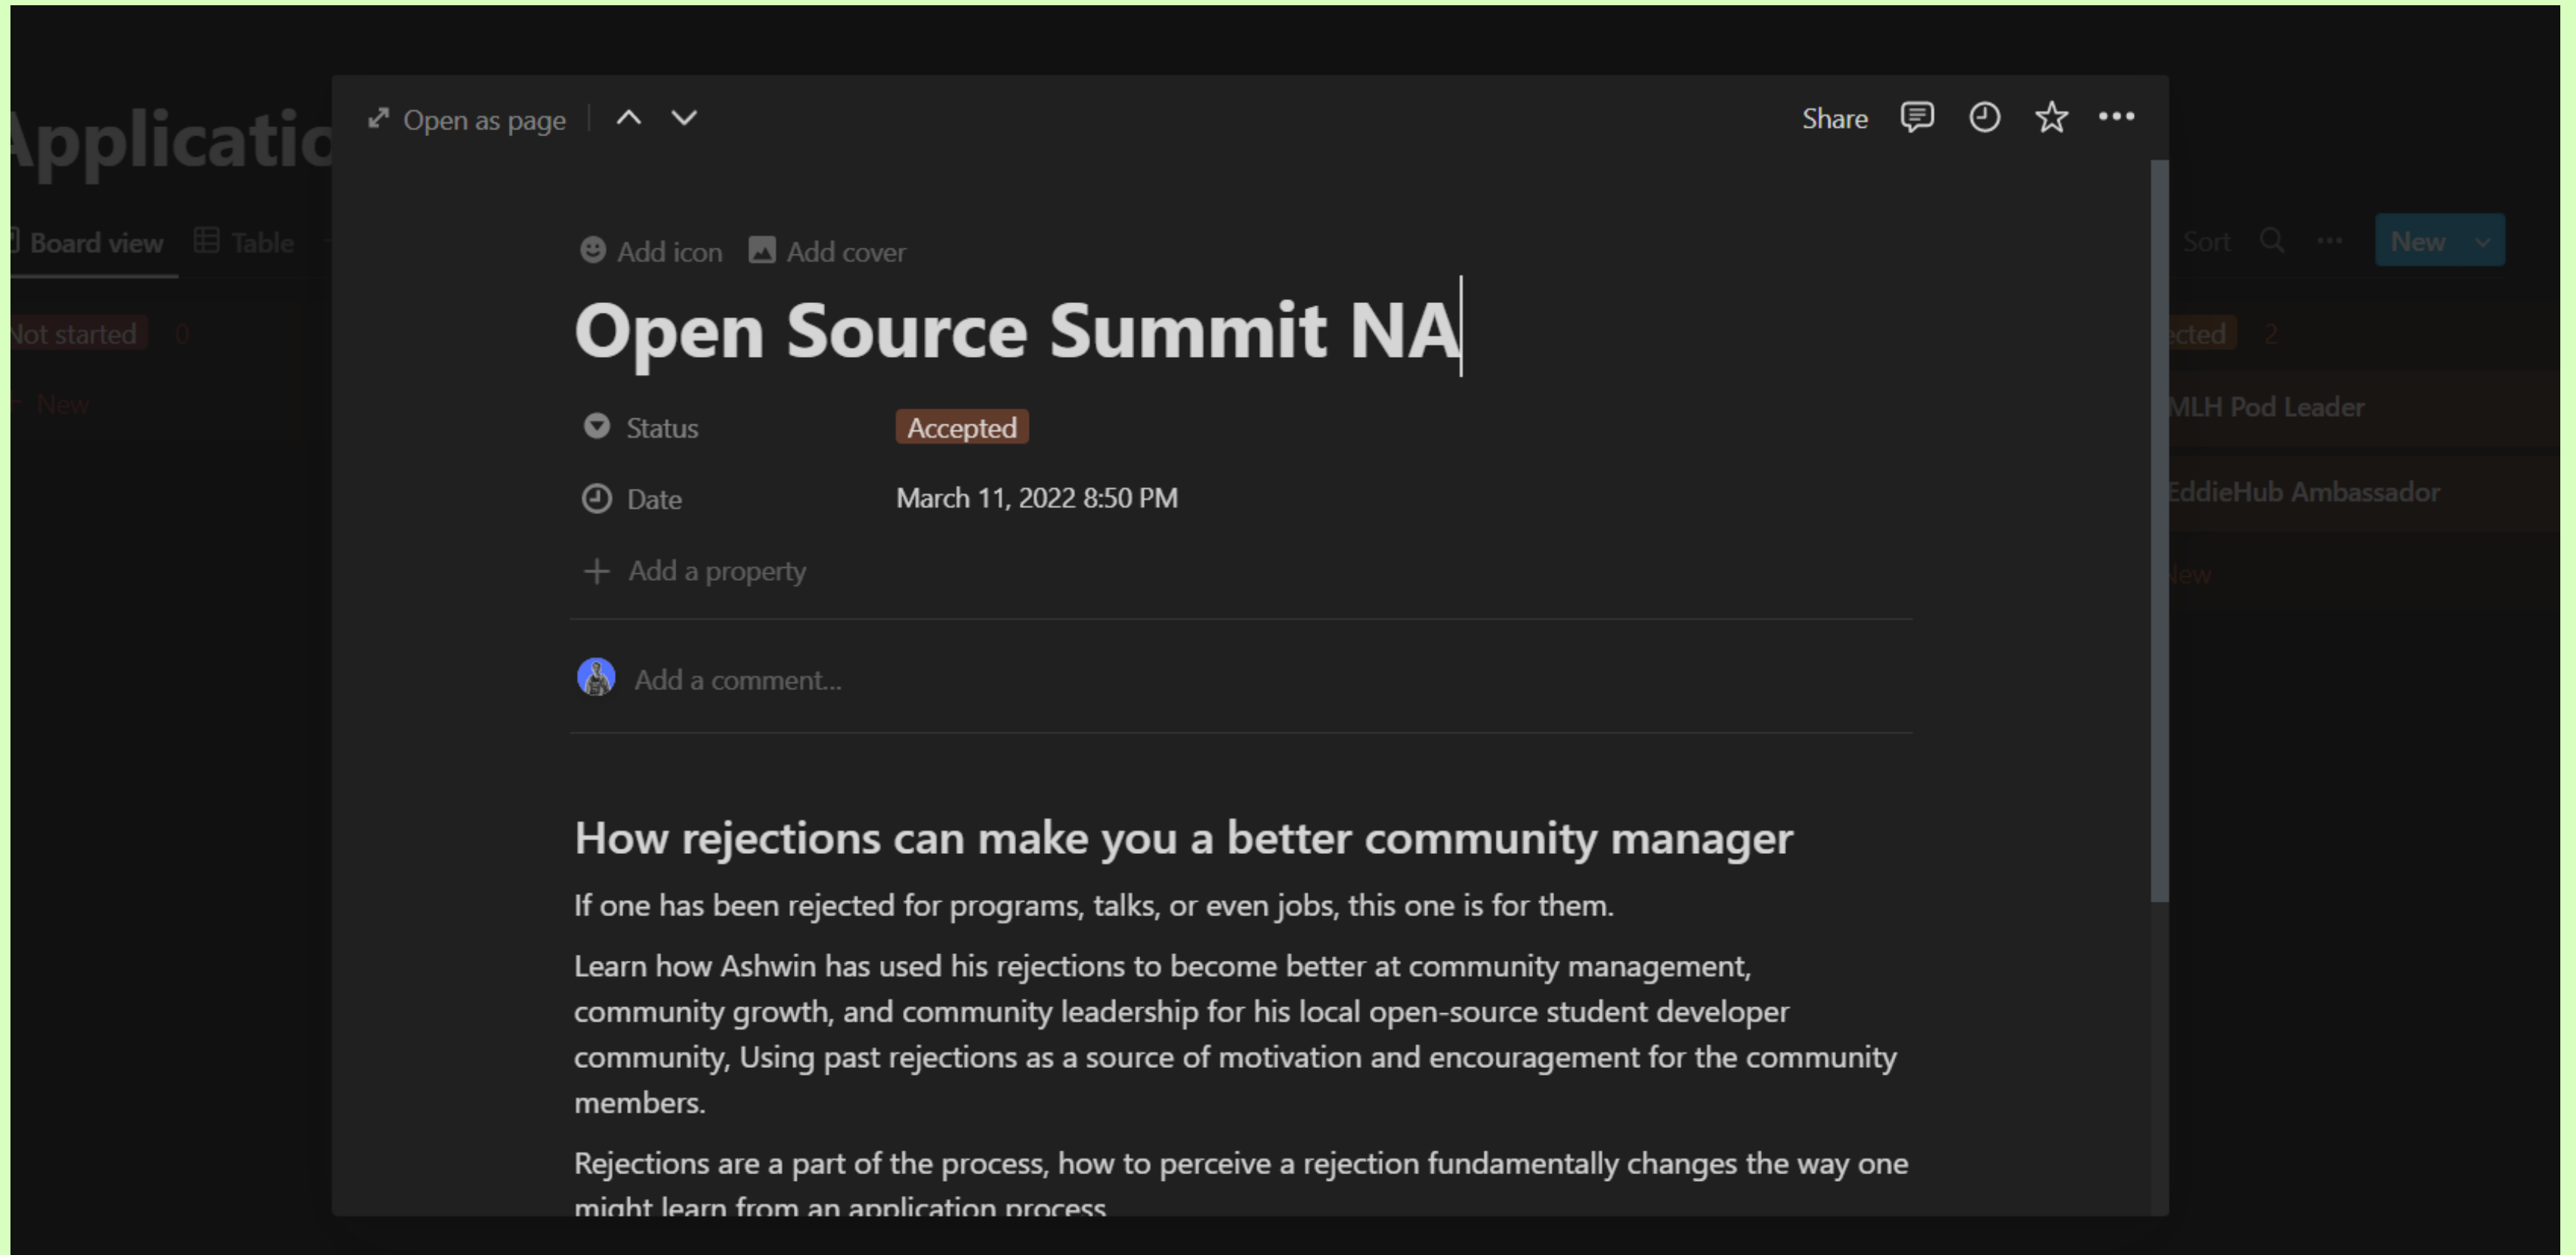 Applicatio
Open as page
Share
Board view
Table
Sort
New
Not started 0
New
Add icon
Add cover
Open Source Summit NA
Status
Accepted
Date
March 11, 2022 8:50 PM
Add a property
Add a comment...
ected 2
MLH Pod Leader
EddieHub Ambassador
New
How rejections can make you a better community manager
If one has been rejected for programs, talks, or even jobs, this one is for them.
Learn how Ashwin has used his rejections to become better at community management,
community growth, and community leadership for his local open-source student developer
community, Using past rejections as a source of motivation and encouragement for the community
members.
Rejections are a part of the process, how to perceive a rejection fundamentally changes the way one
might learn from an application process